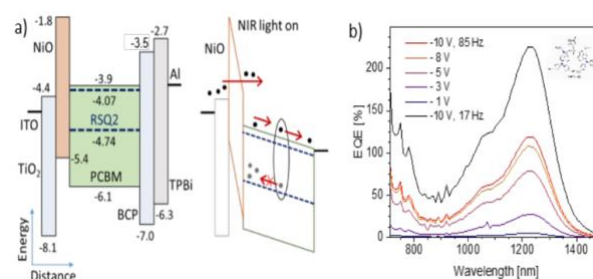 a)
-1.8
NiO
-4.4
ITO
TiO2
-8.1
-5.4
-3.9
-4.07
RSQ2
-4.74
PCBM
-6.1
-3.5
-2.7
Al
BCP
-7.0
TPBi
-6.3
Energy
Distance
NIR light on
NiO
b)
-10 V, 85 Hz
-8 V
-5 V
-3 V
-1 V
-10 V, 17 Hz
EQE [%]
200
150
100
50
0
800 1000 1200 1400
Wavelength [nm]